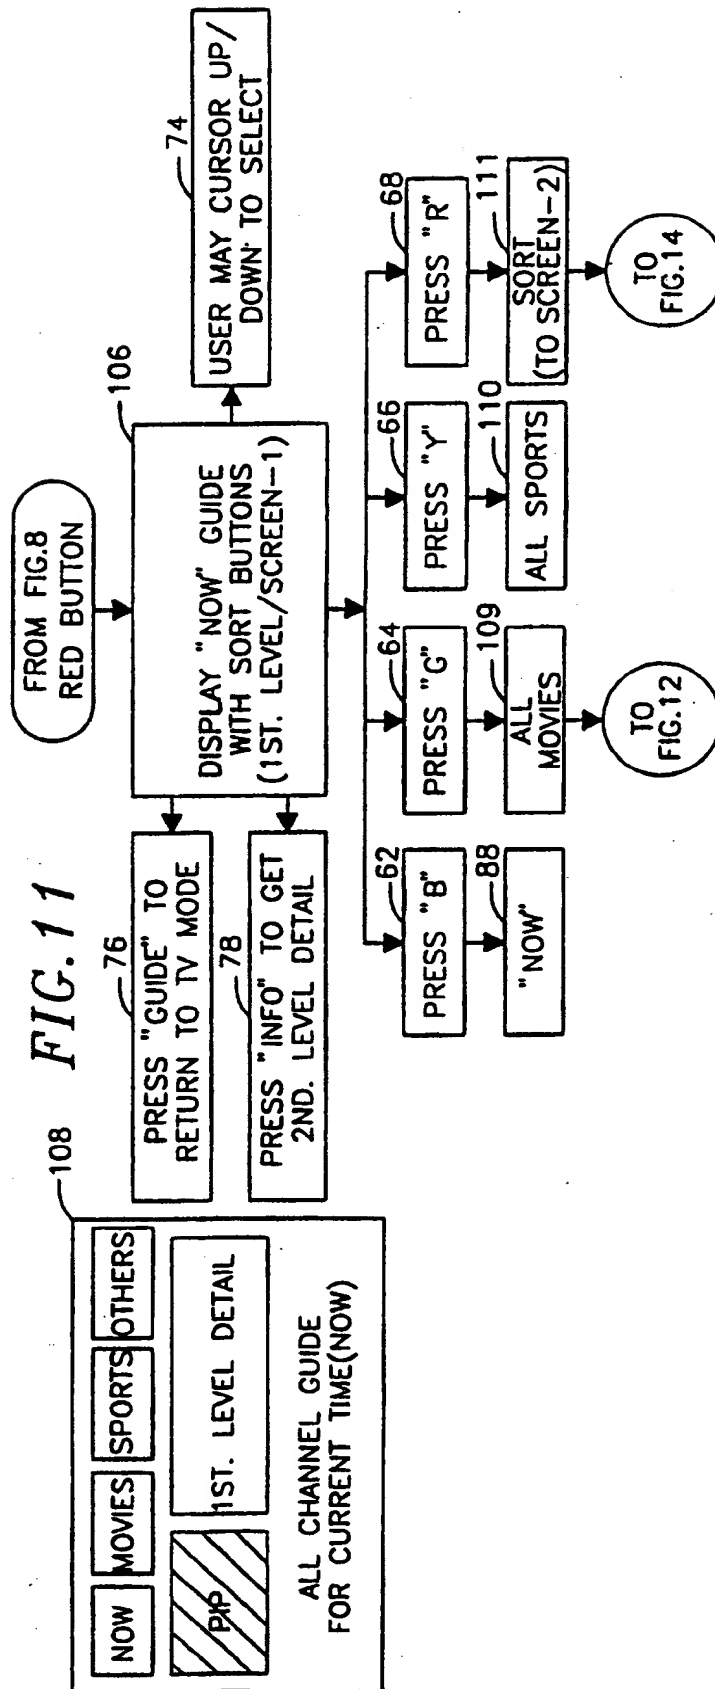 FIG.11
108
NOW
MOVIES
SPORTS
OTHERS
PIP
1ST. LEVEL DETAIL
ALL CHANNEL GUIDE
FOR CURRENT TIME(NOW)
FROM FIG.8
RED BUTTON
106
DISPLAY "NOW" GUIDE
WITH SORT BUTTONS
(1ST. LEVEL/SCREEN-1)
76
PRESS "GUIDE" TO
RETURN TO TV MODE
78
PRESS "INFO" TO GET
2ND. LEVEL DETAIL
74
USER MAY CURSOR UP/
DOWN TO SELECT
62
PRESS "B"
88
"NOW"
64
PRESS "G"
109
ALL
MOVIES
TO
FIG.12
66
PRESS "Y"
110
ALL SPORTS
68
PRESS "R"
111
SORT
(TO SCREEN-2)
TO
FIG.14